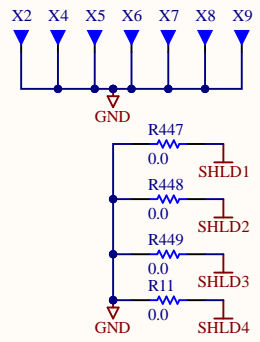 X2 X4 X5 X6 X7 X8 X9
GND
R447
0.0
SHLD1
R448
0.0
SHLD2
R449
0.0
SHLD3
R11
0.0
GND
SHLD4